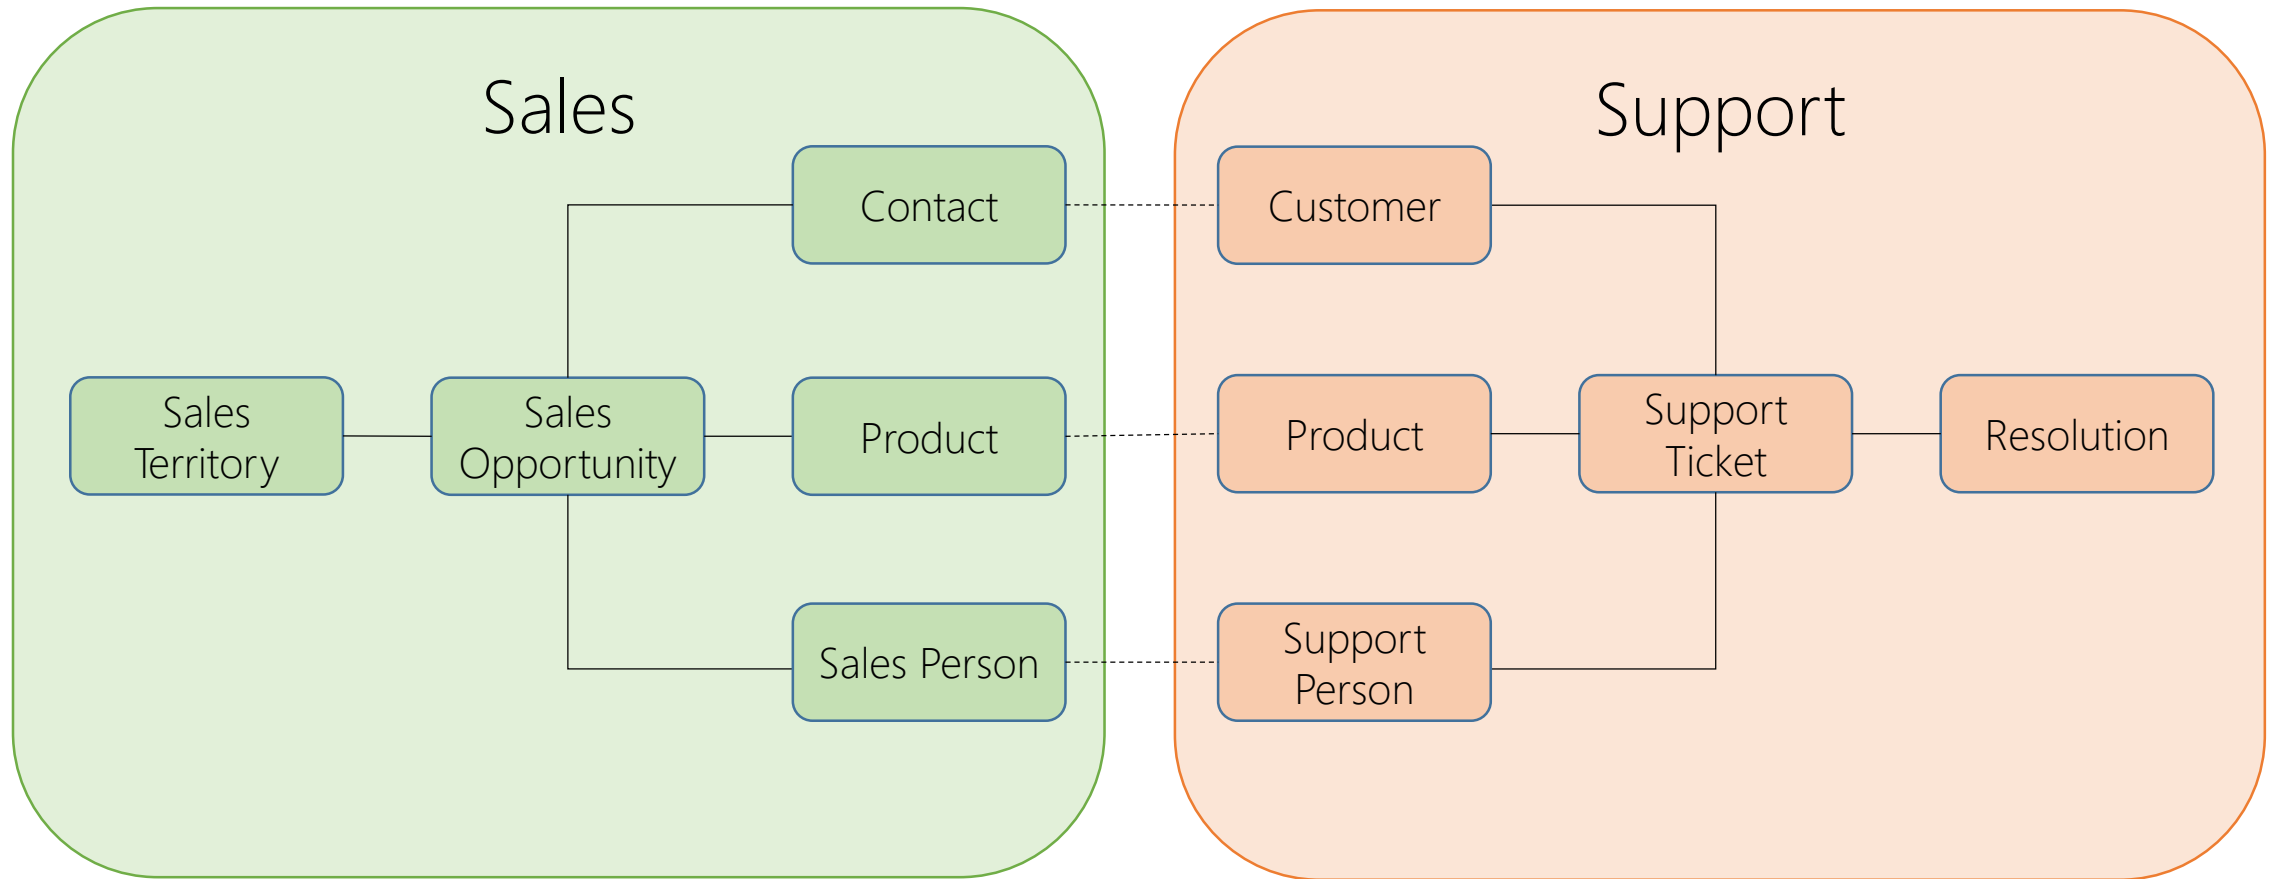 Sales
Support
Contact
Customer
Sales
Territory
Sales
Opportunity
Product
Product
Support
Ticket
Resolution
Sales Person
Support
Person